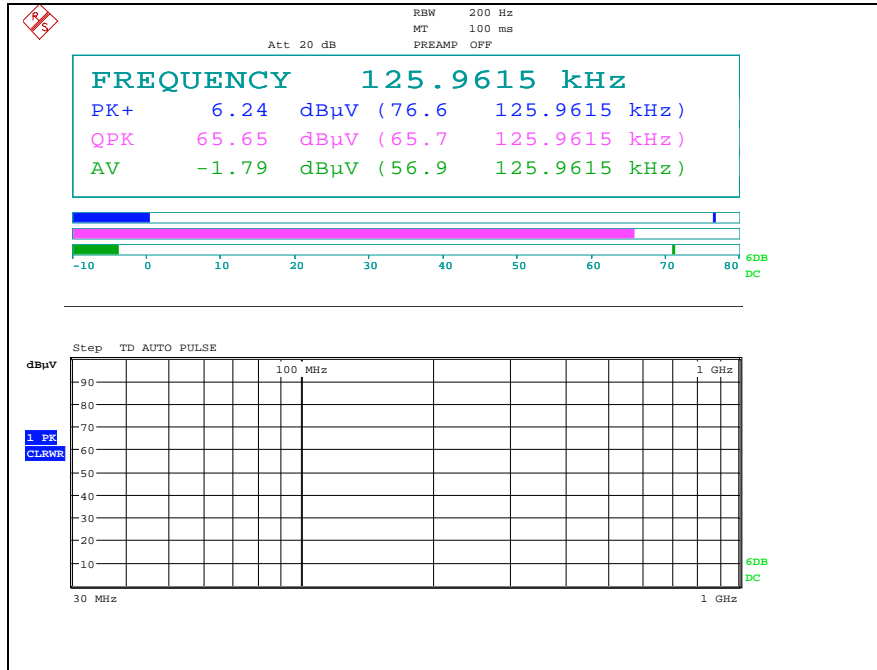 R S
RBW 200 Hz
MT 100 ms
Att 20 dB PREAMP OFF
FREQUENCY 125.9615 kHz
PK+ 6.24 dBµV (76.6 125.9615 kHz)
QPK 65.65 dBµV (65.7 125.9615 kHz)
AV -1.79 dBµV (56.9 125.9615 kHz)
-10 0 10 20 30 40 50 60 70 80
6DB
DC
Step TD AUTO PULSE
dBµV
100 MHz 1 GHz
90
80
70
1 PK
CLRWR
60
50
40
30
20
10
6DB
DC
30 MHz 1 GHz